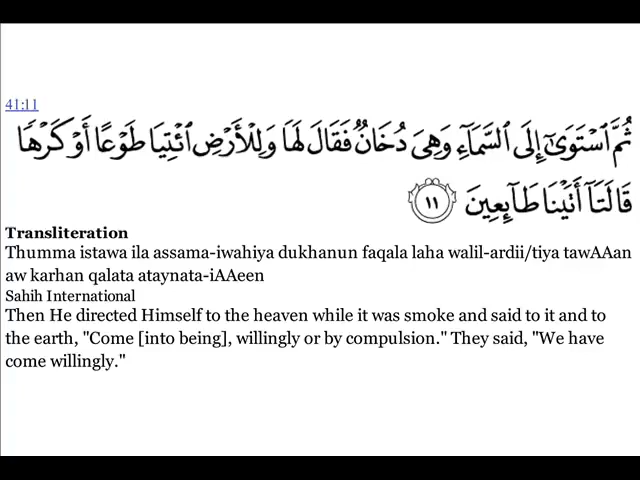 41:11
ثُمَّ ٱسْتَوَىٰٓ إِلَى ٱلسَّمَآءِ وَهِىَ دُخَانٌ فَقَالَ لَهَا وَلِلْأَرْضِ ٱئْتِيَا طَوْعًا أَوْ كَرْهًا
قَالَتَآ أَتَيْنَا طَآئِعِينَ ١١
Transliteration
Thumma istawa ila assama-iwahiya dukhanun faqala laha walil-ardii/tiya tawAAan
aw karhan qalata ataynata-iAAeen
Sahih International
Then He directed Himself to the heaven while it was smoke and said to it and to
the earth, "Come [into being], willingly or by compulsion." They said, "We have
come willingly."